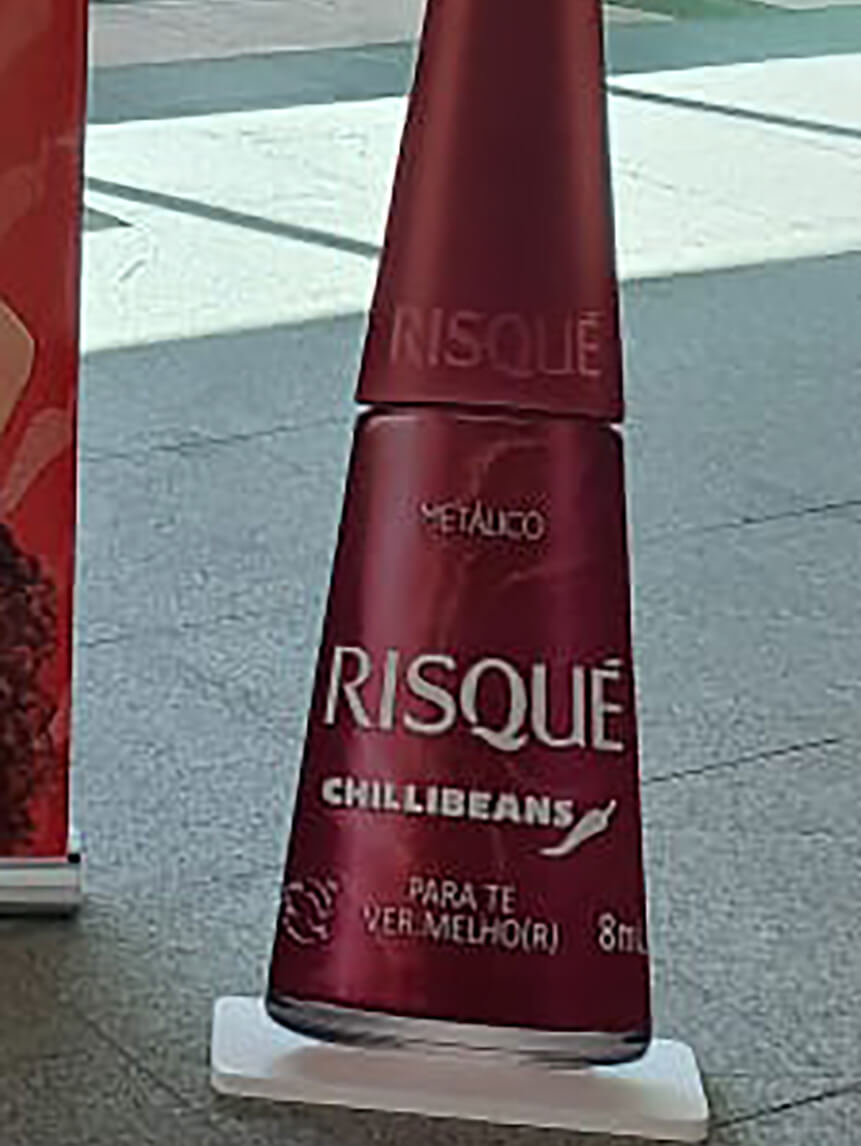 RISQUÉ
METÁLICO
RISQUÉ
CHILLIBEANS
PARA TE
VER.MELHO(R) 8mL